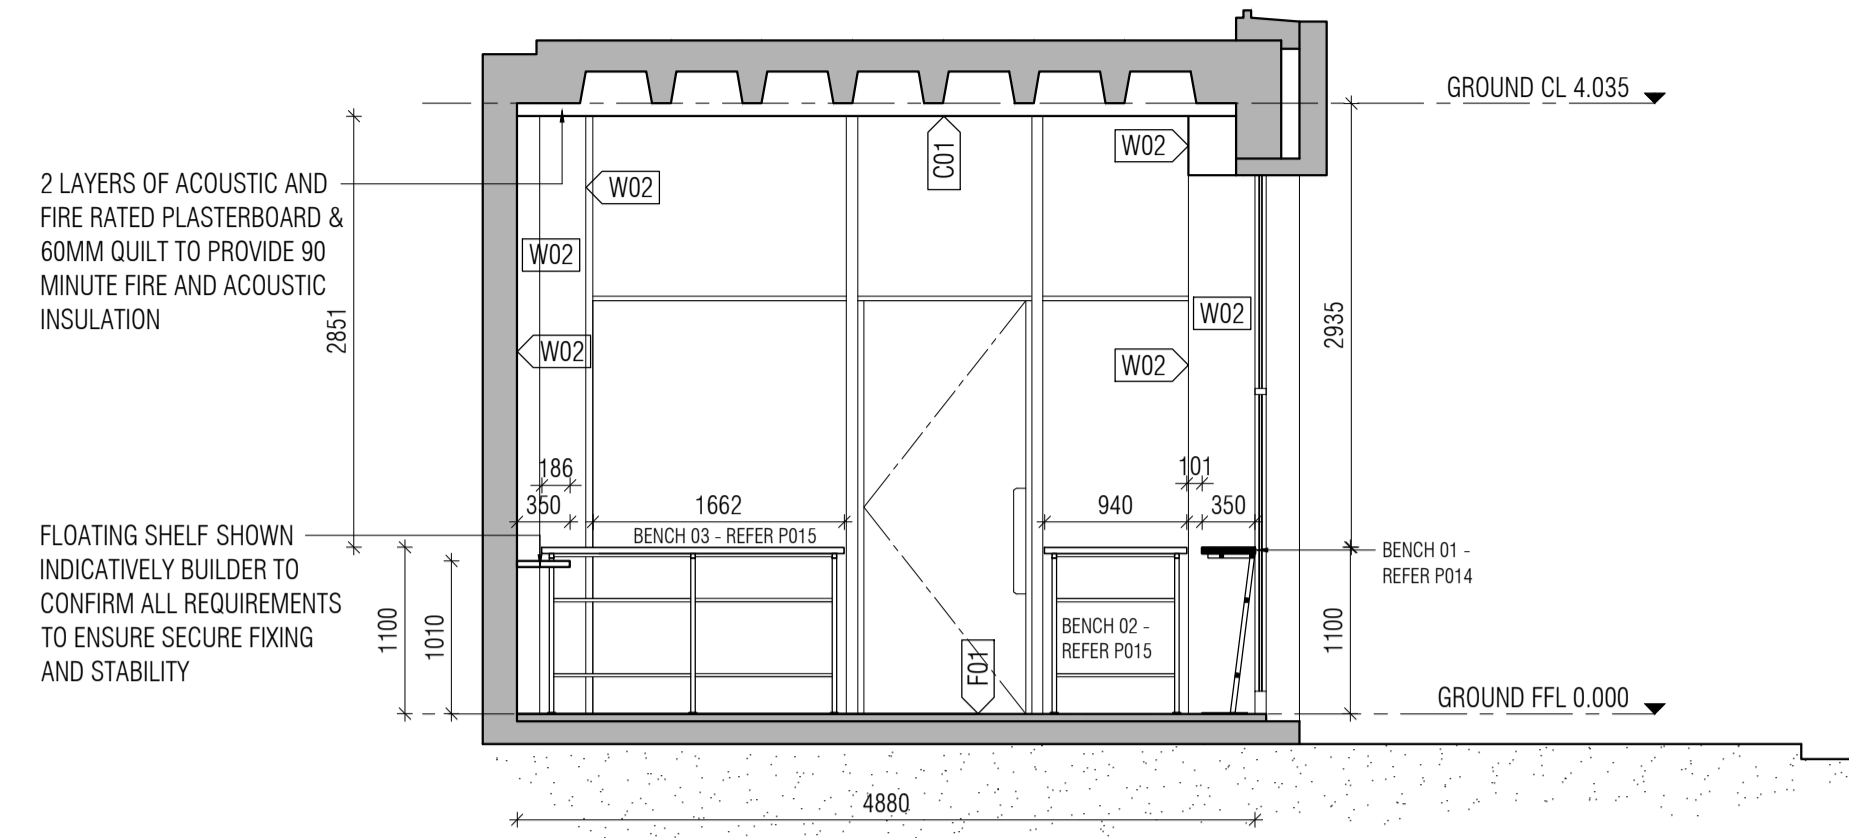 GROUND CL 4.035
2 LAYERS OF ACOUSTIC AND
FIRE RATED PLASTERBOARD &
60MM QUILT TO PROVIDE 90
MINUTE FIRE AND ACOUSTIC
INSULATION
W02
C01
W02
W02
W02
W02
W02
2851
2935
186
350
1662
940
101
350
BENCH 03 - REFER P015
FLOATING SHELF SHOWN
INDICATIVELY BUILDER TO
CONFIRM ALL REQUIREMENTS
TO ENSURE SECURE FIXING
AND STABILITY
1100
1010
BENCH 02 -
REFER P015
F01
BENCH 01 -
REFER P014
1100
GROUND FFL 0.000
4880